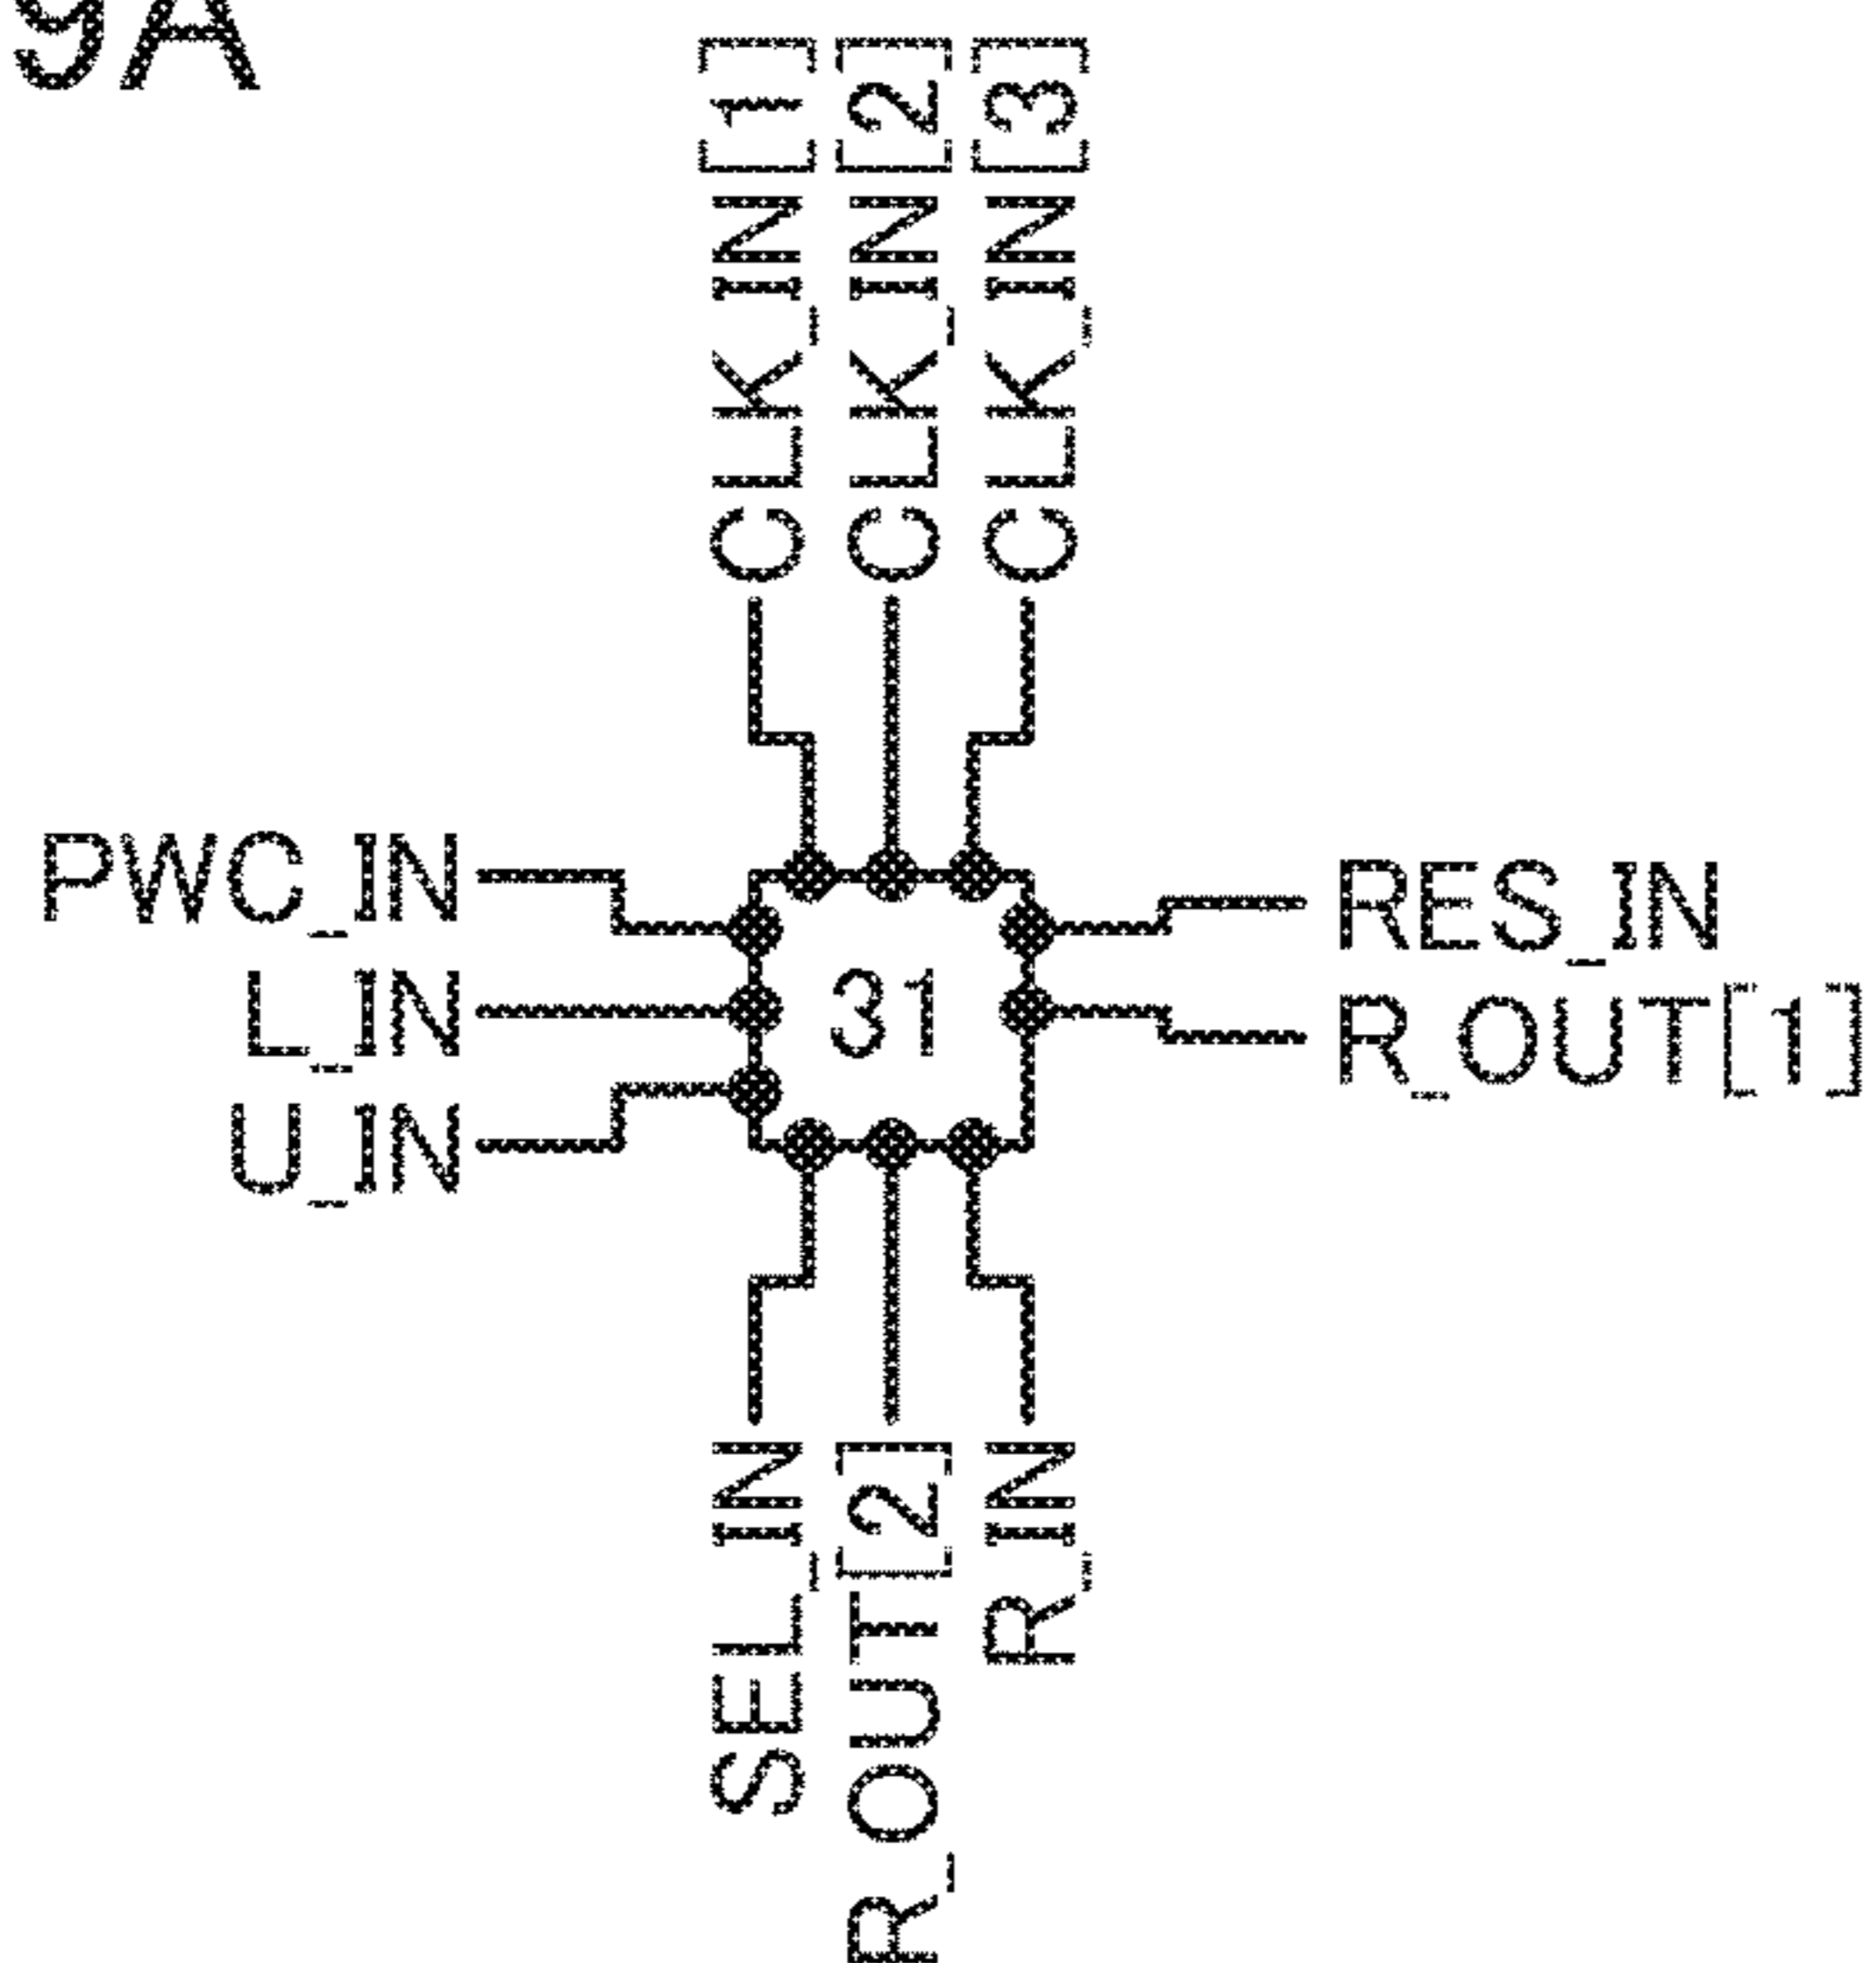 9A
CLK_IN[1]
CLK_IN[2]
CLK_IN[3]
PWC_IN
L_IN
U_IN
31
RES_IN
R_OUT[1]
SEL_IN
R_OUT[2]
R_IN